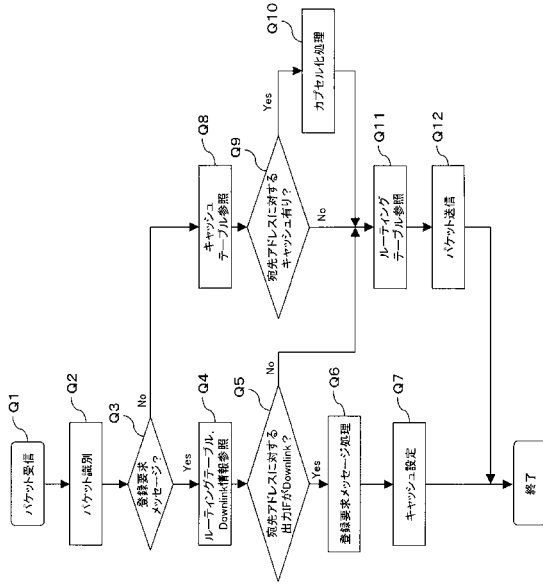 Q1
パケット受信
Q2
パケット識別
Q3
登録要求
メッセージ?
No
Yes
Q4
ルーティングテーブル、
Downlink情報参照
Q5
宛先アドレスに対する
出力IFがDownlink?
No
Yes
Q6
登録要求メッセージ処理
Q7
キャッシュ設定
Q8
キャッシュ
テーブル参照
Q9
宛先アドレスに対する
キャッシュ有り?
Yes
No
Q10
カプセル化処理
Q11
ルーティング
テーブル参照
Q12
パケット送信
終了